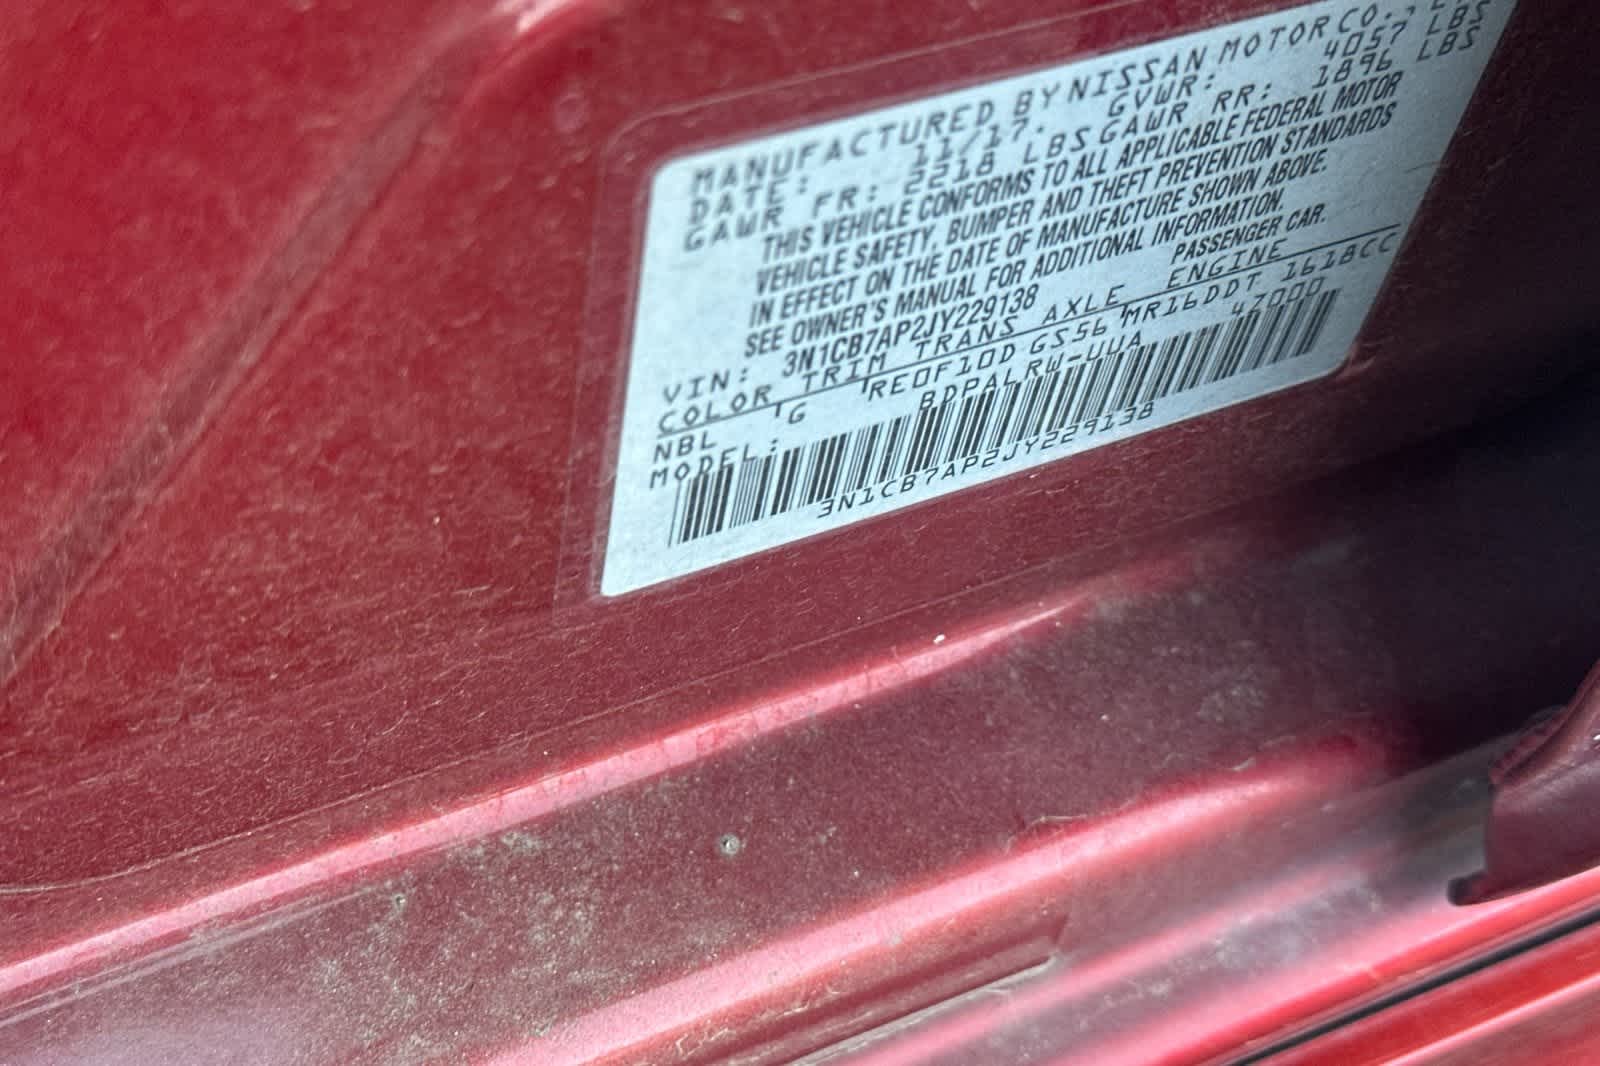 MANUFACTURED BY NISSAN MOTOR CO.,
DATE: 11/17. GVWR: 4057 LBS
GAWR FR: 2218 LBS GAWR RR: 1896 LBS
THIS VEHICLE CONFORMS TO ALL APPLICABLE FEDERAL MOTOR
VEHICLE SAFETY, BUMPER AND THEFT PREVENTION STANDARDS
IN EFFECT ON THE DATE OF MANUFACTURE SHOWN ABOVE.
SEE OWNER'S MANUAL FOR ADDITIONAL INFORMATION.
VIN: 3N1CB7AP2JY229138 PASSENGER CAR.
COLOR TRIM TRANS AXLE ENGINE
NBL G RE0F10D GS56 MR16DDT 1618CC
MODEL: BDPALRW-UUA 47000
3N1CB7AP2JY229138